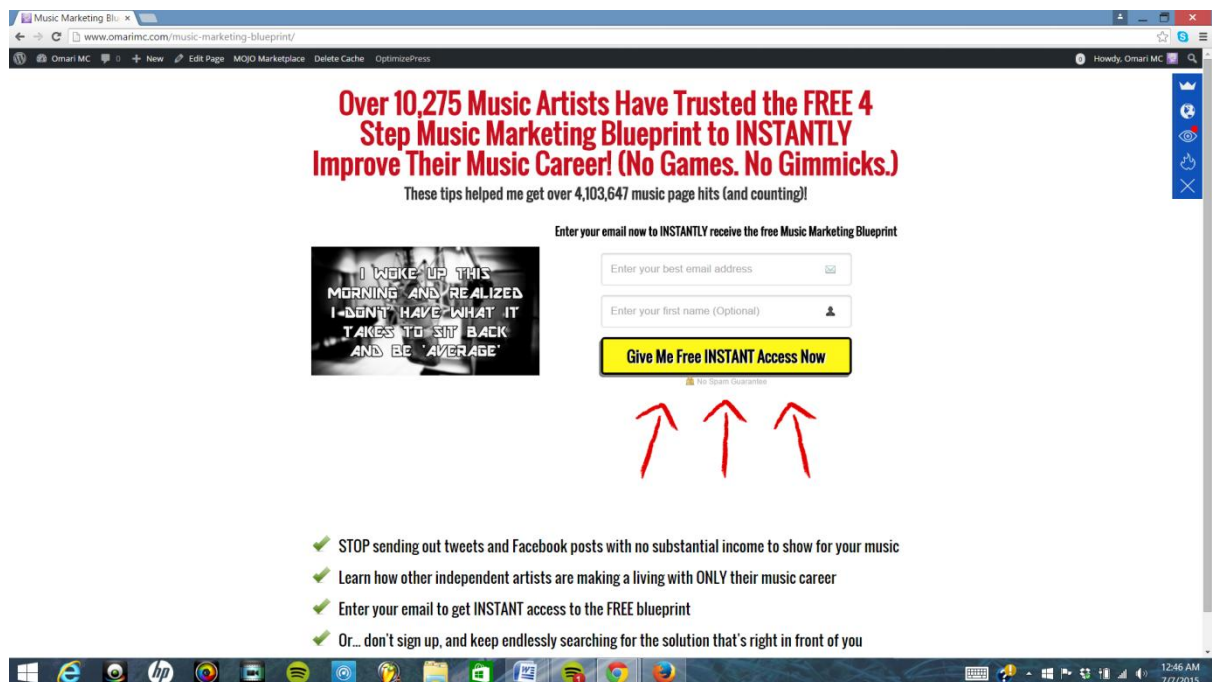 Music Marketing Blu
www.omarimc.com/music-marketing-blueprint/
Omari MC 0 + New Edit Page MOJO Marketplace Delete Cache OptimizePress 0 Howdy, Omari MC
Over 10,275 Music Artists Have Trusted the FREE 4
Step Music Marketing Blueprint to INSTANTLY
Improve Their Music Career! (No Games. No Gimmicks.)
These tips helped me get over 4,103,647 music page hits (and counting)!
Enter your email now to INSTANTLY receive the free Music Marketing Blueprint
I WOKE UP THIS
MORNING AND REALIZED
I DON'T HAVE WHAT IT
TAKES TO SIT BACK
AND BE 'AVERAGE'
Enter your best email address
Enter your first name (Optional)
Give Me Free INSTANT Access Now
No Spam Guarantee
STOP sending out tweets and Facebook posts with no substantial income to show for your music
Learn how other independent artists are making a living with ONLY their music career
Enter your email to get INSTANT access to the FREE blueprint
Or... don't sign up, and keep endlessly searching for the solution that's right in front of you
12:46 AM
7/7/2015